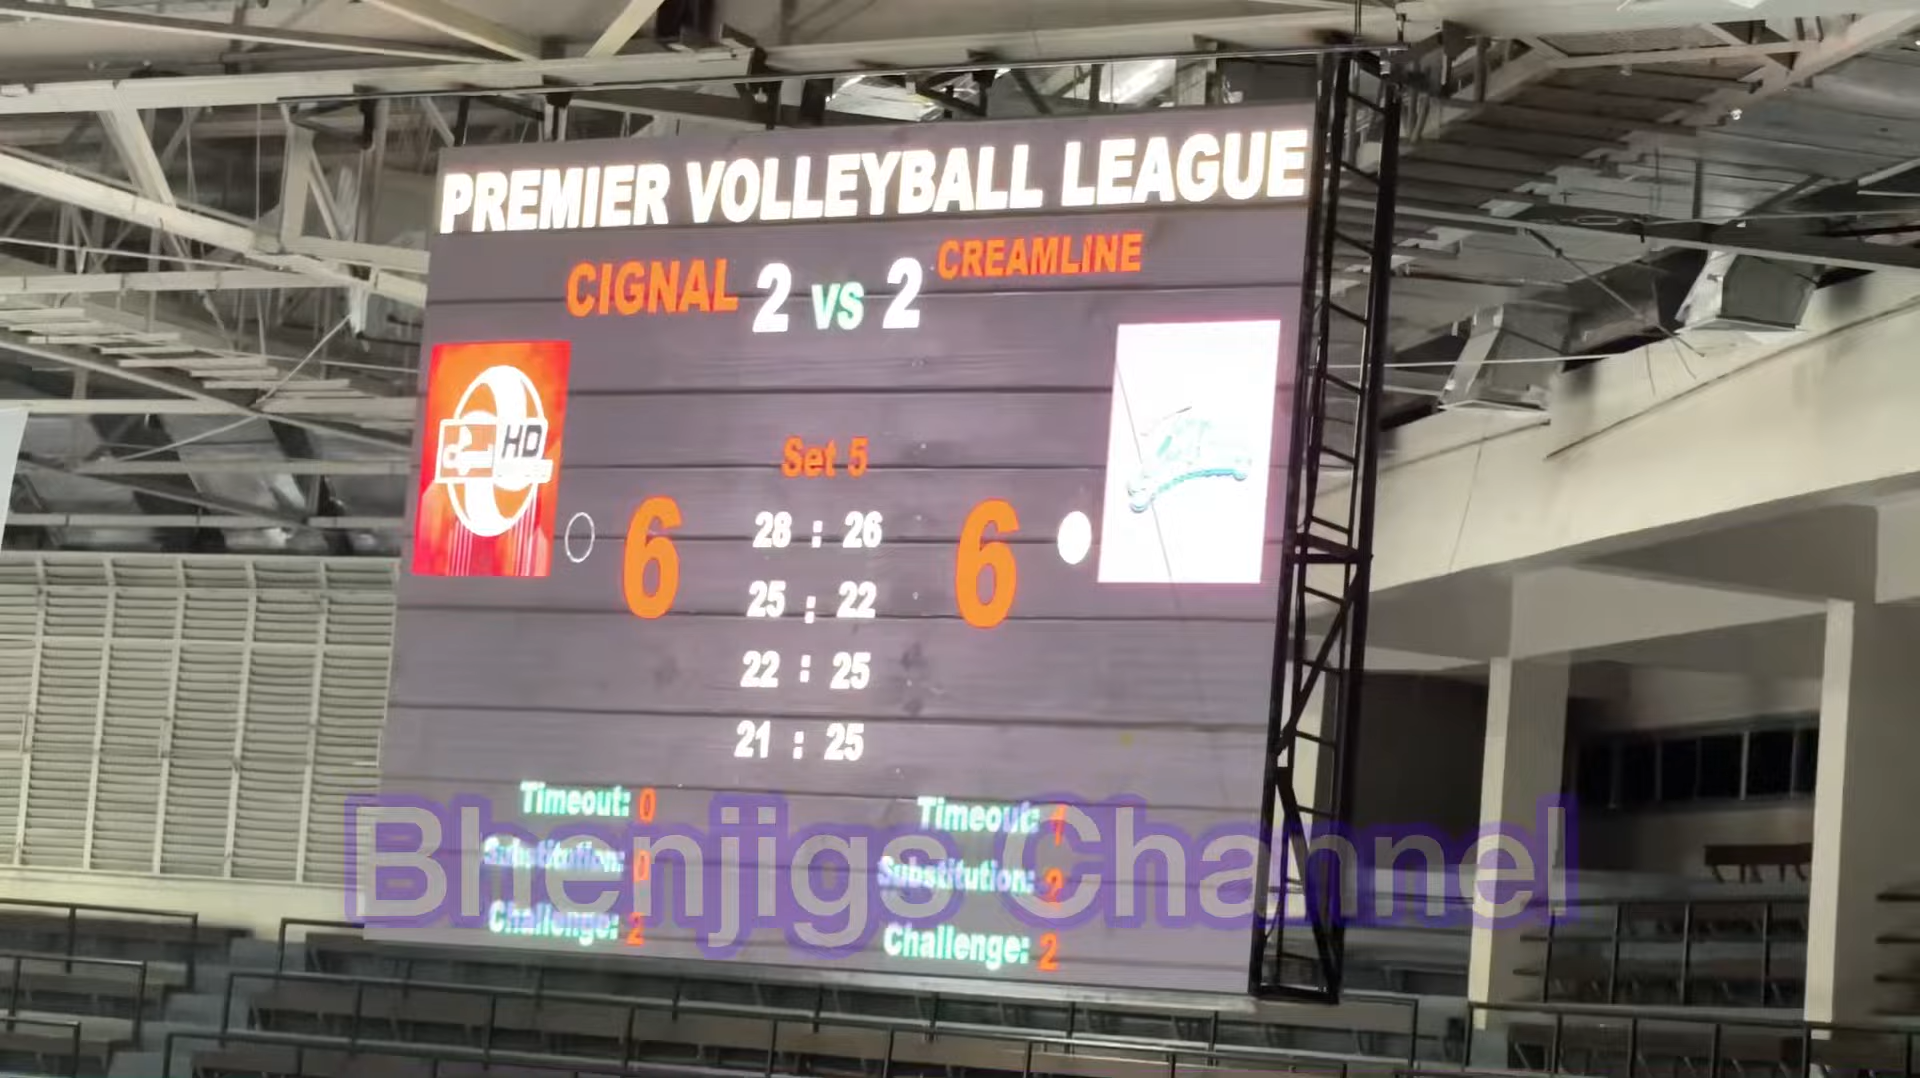 PREMIER VOLLEYBALL LEAGUE
CIGNAL 2 VS 2 CREAMLINE
HD
Set 5
6 28 : 26 6
25 : 22
22 : 25
21 : 25
Timeout: 0 Timeout: 1
Substitution: 0 Substitution: 2
Challenge: 2 Challenge: 2
Bhenjigs Channel